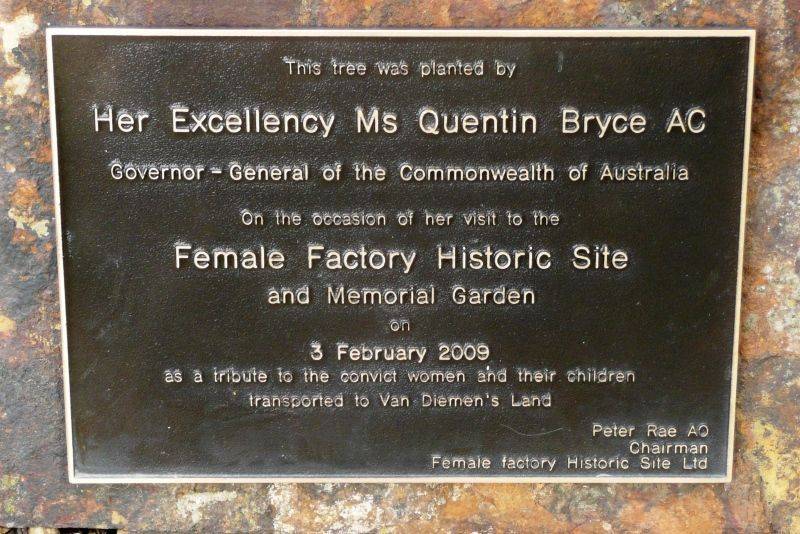 This tree was planted by
Her Excellency Ms Quentin Bryce AC
Governor - General of the Commonwealth of Australia
On the occasion of her visit to the
Female Factory Historic Site
and Memorial Garden
on
3 February 2009
as a tribute to the convict women and their children
transported to Van Diemen's Land
Peter Rae AO
Chairman
Female factory Historic Site Ltd